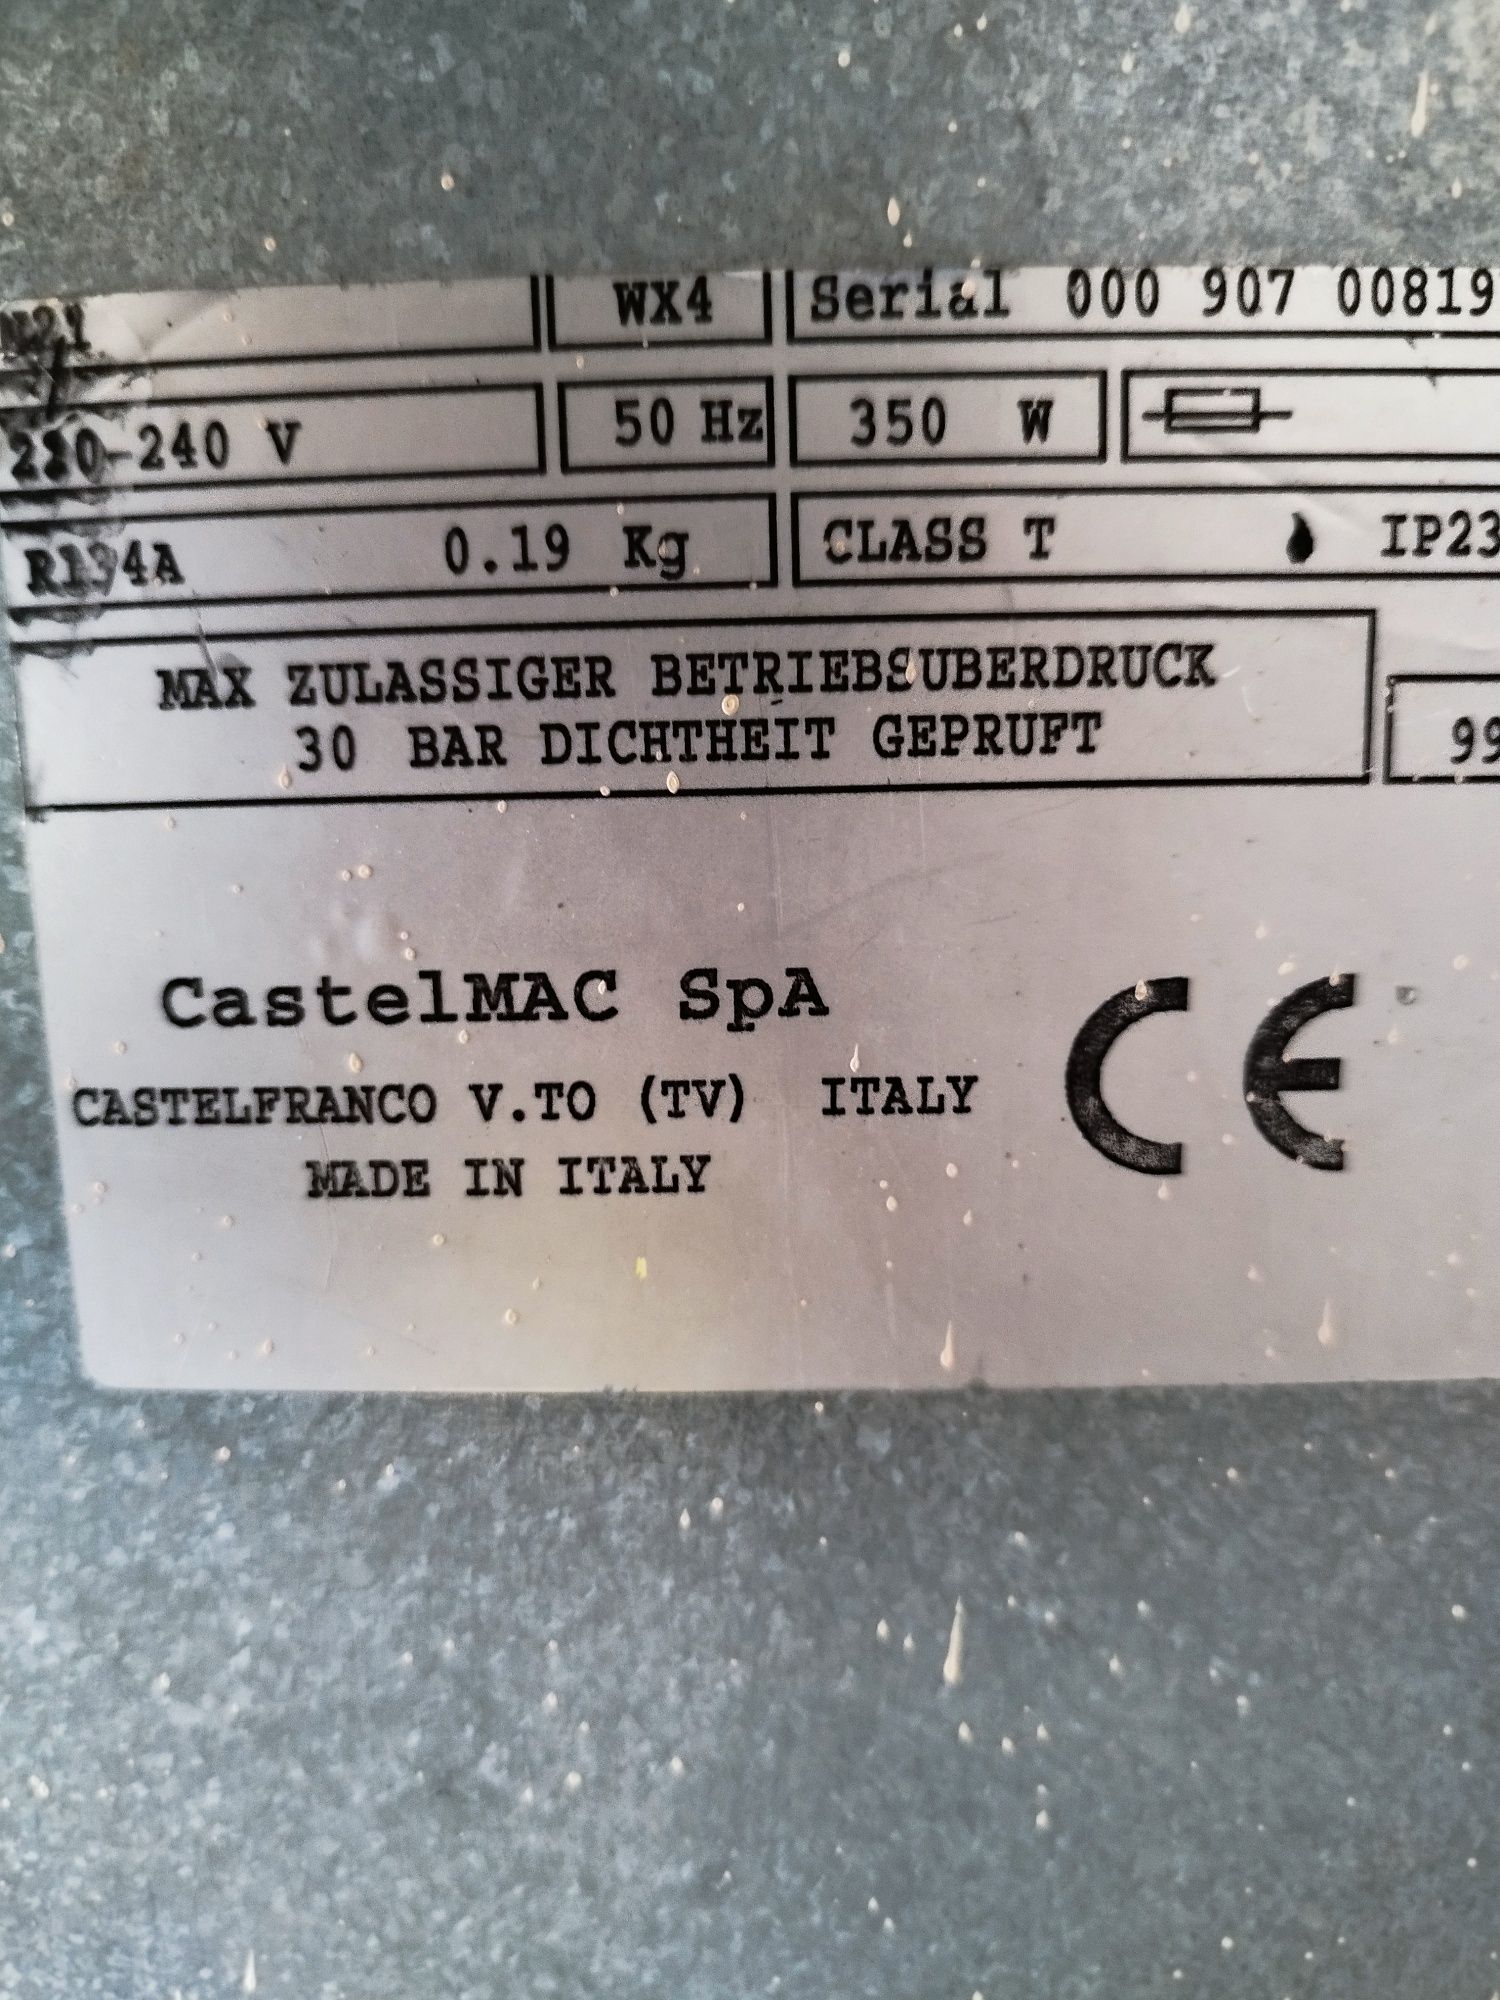 WX4 Serial 000 907 00819
220-240 V 50 Hz 350 W
R134A 0.19 Kg CLASS T IP23
MAX ZULASSIGER BETRIEBSUBERDRUCK
30 BAR DICHTHEIT GEPRUFT
99
CastelMAC SpA
CASTELFRANCO V.TO (TV) ITALY
MADE IN ITALY
CE